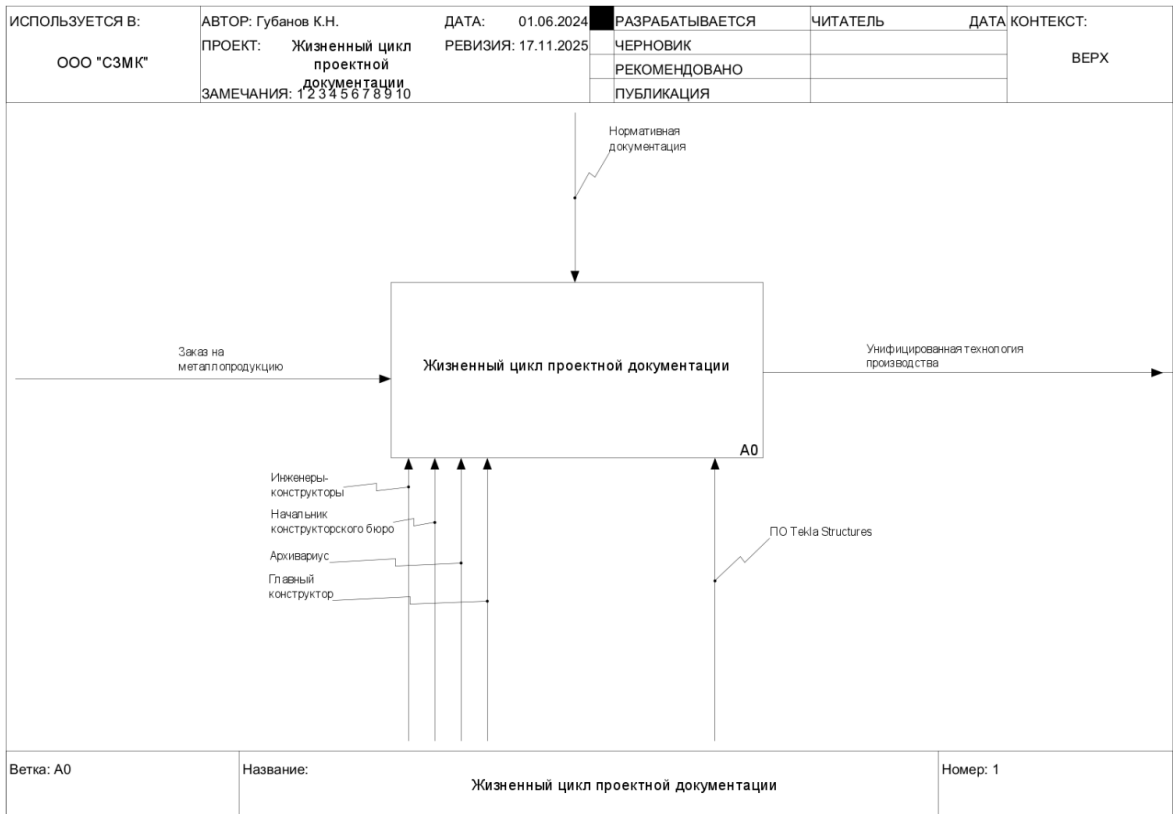 ИСПОЛЬЗУЕТСЯ В:
ООО "СЗМК"
АВТОР: Губанов К.Н.
ДАТА: 01.06.2024
ПРОЕКТ: Жизненный цикл
проектной
документации
РЕВИЗИЯ: 17.11.2025
ЗАМЕЧАНИЯ: 1 2 3 4 5 6 7 8 9 10
РАЗРАБАТЫВАЕТСЯ
ЧЕРНОВИК
РЕКОМЕНДОВАНО
ПУБЛИКАЦИЯ
ЧИТАТЕЛЬ
ДАТА
КОНТЕКСТ:
ВЕРХ
Нормативная
документация
Заказ на
металлопродукцию
Жизненный цикл проектной документации
A0
Унифицированная технология
производства
Инженеры-
конструкторы
Начальник
конструкторского бюро
Архивариус
Главный
конструктор
ПО Tekla Structures
Ветка: A0
Название:
Жизненный цикл проектной документации
Номер: 1